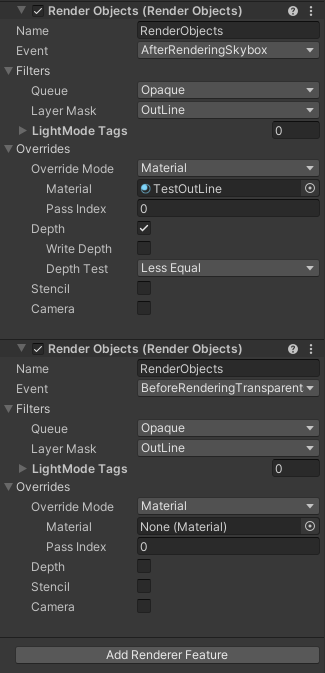 Render Objects (Render Objects)
Name RenderObjects
Event AfterRenderingSkybox
Filters
Queue Opaque
Layer Mask OutLine
LightMode Tags 0
Overrides
Override Mode Material
Material TestOutLine
Pass Index 0
Depth
Write Depth
Depth Test Less Equal
Stencil
Camera
Render Objects (Render Objects)
Name RenderObjects
Event BeforeRenderingTransparent
Filters
Queue Opaque
Layer Mask OutLine
LightMode Tags 0
Overrides
Override Mode Material
Material None (Material)
Pass Index 0
Depth
Stencil
Camera
Add Renderer Feature